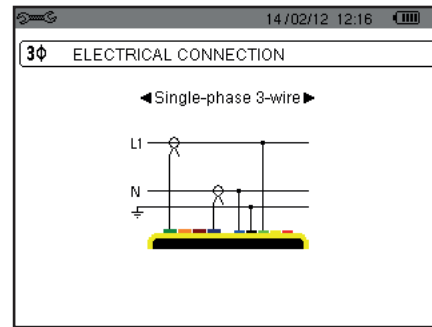 14/02/12 12:16
3Φ ELECTRICAL CONNECTION
◄Single-phase 3-wire►
L1
N